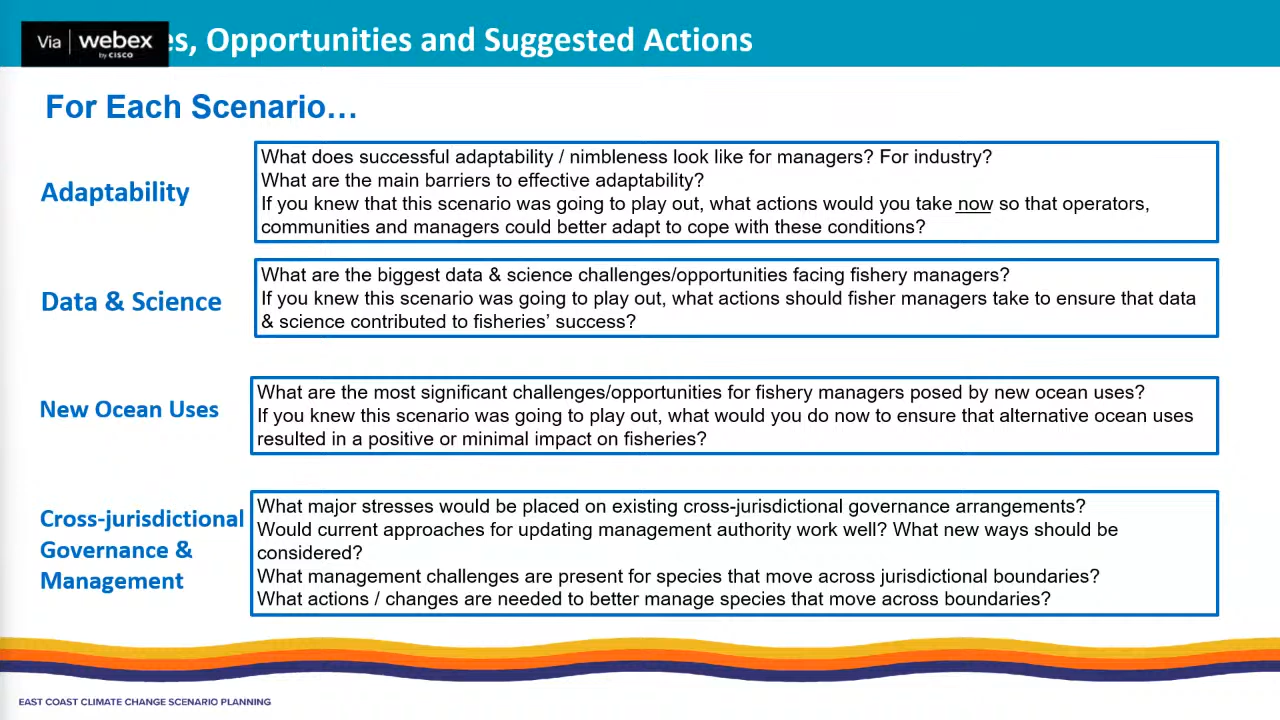 Via webex
by CISCO
Opportunities and Suggested Actions
For Each Scenario…
Adaptability
What does successful adaptability / nimbleness look like for managers? For industry?
What are the main barriers to effective adaptability?
If you knew that this scenario was going to play out, what actions would you take now so that operators,
communities and managers could better adapt to cope with these conditions?
Data & Science
What are the biggest data & science challenges/opportunities facing fishery managers?
If you knew this scenario was going to play out, what actions should fisher managers take to ensure that data
& science contributed to fisheries’ success?
New Ocean Uses
What are the most significant challenges/opportunities for fishery managers posed by new ocean uses?
If you knew this scenario was going to play out, what would you do now to ensure that alternative ocean uses
resulted in a positive or minimal impact on fisheries?
Cross-jurisdictional
Governance &
Management
What major stresses would be placed on existing cross-jurisdictional governance arrangements?
Would current approaches for updating management authority work well? What new ways should be
considered?
What management challenges are present for species that move across jurisdictional boundaries?
What actions / changes are needed to better manage species that move across boundaries?
EAST COAST CLIMATE CHANGE SCENARIO PLANNING